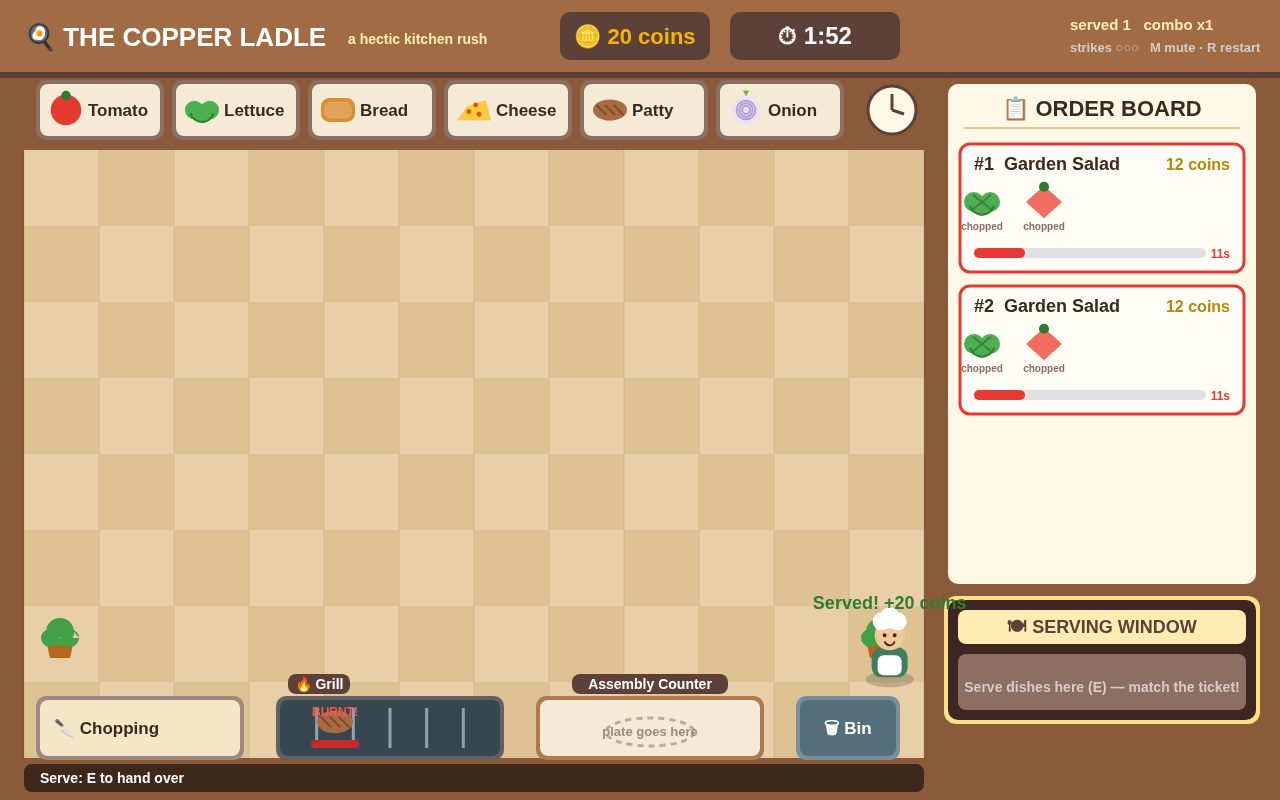 THE COPPER LADLE
a hectic kitchen rush
20 coins
1:52
served 1 combo x1
strikes ○○○ M mute · R restart
Tomato
Lettuce
Bread
Cheese
Patty
Onion
ORDER BOARD
#1 Garden Salad 12 coins
chopped chopped
11s
#2 Garden Salad 12 coins
chopped chopped
11s
Served! +20 coins
SERVING WINDOW
Serve dishes here (E) — match the ticket!
Grill
Assembly Counter
Chopping
BURNT!
plate goes here
Bin
Serve: E to hand over